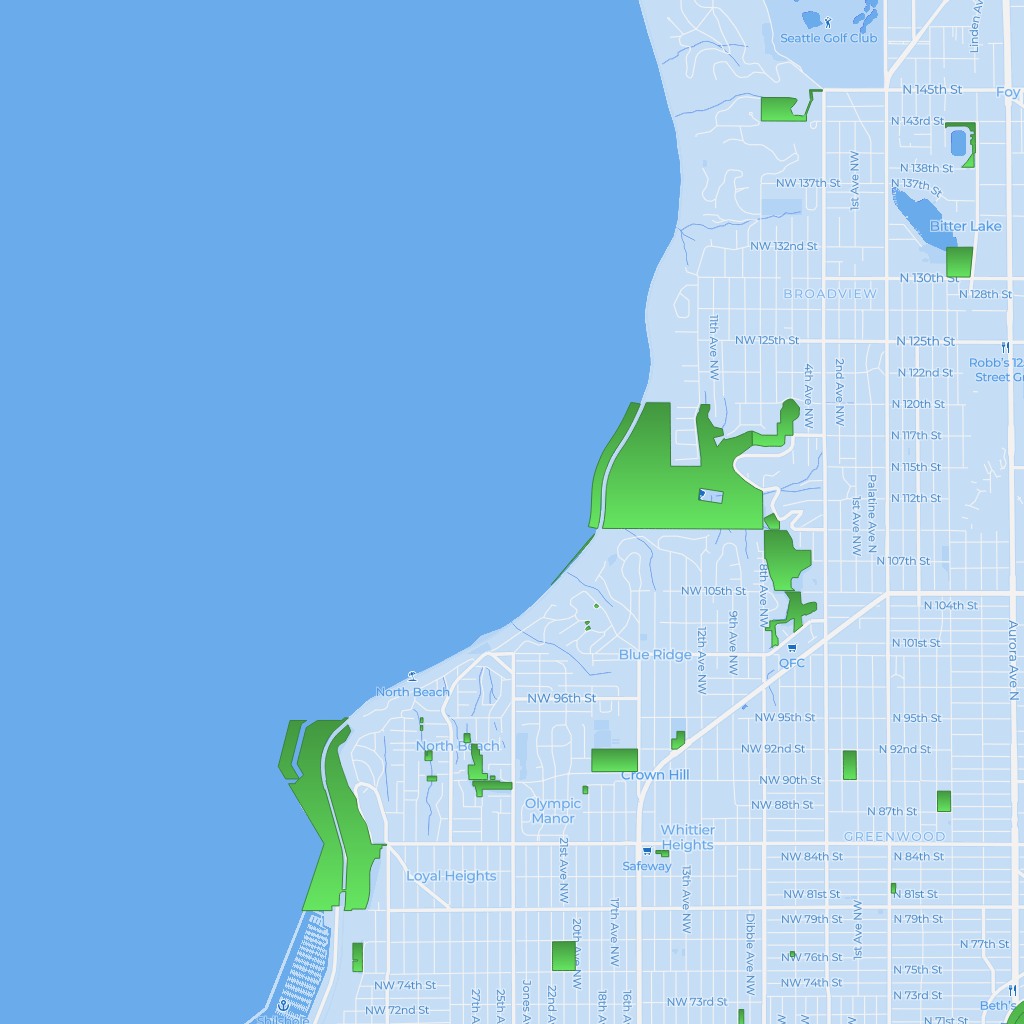 Seattle Golf Club
Linden Av
N 145th St
Foy
N 143rd St
N 138th St
NW 137th St
N 137th St
1st Ave NW
Bitter Lake
NW 132nd St
N 130th St
BROADVIEW
N 128th St
11th Ave NW
NW 125th St
N 125th St
Robb's 12
Street Gr
4th Ave NW
2nd Ave NW
N 122nd St
N 120th St
N 117th St
N 115th St
Palatine Ave N
N 112th St
1st Ave NW
N 107th St
8th Ave NW
NW 105th St
N 104th St
9th Ave NW
12th Ave NW
Aurora Ave N
N 101st St
Blue Ridge
QFC
North Beach
NW 96th St
NW 95th St
N 95th St
North Beach
NW 92nd St
N 92nd St
Crown Hill
NW 90th St
Olympic
Manor
NW 88th St
N 87th St
Whittier
Heights
GREENWOOD
Safeway
NW 84th St
N 84th St
21st Ave NW
Loyal Heights
13th Ave NW
NW 81st St
N 81st St
17th Ave NW
NW 79th St
N 79th St
1st Ave NW
20th Ave NW
Dibble Ave NW
N 77th St
NW 76th St
N 75th St
NW 74th St
NW 74th St
27th A
25th A
Jones A
22nd A
18th A
16th A
NW 73rd St
N 73rd St
Beth's
NW 72nd St
Shilshole
N 71st St